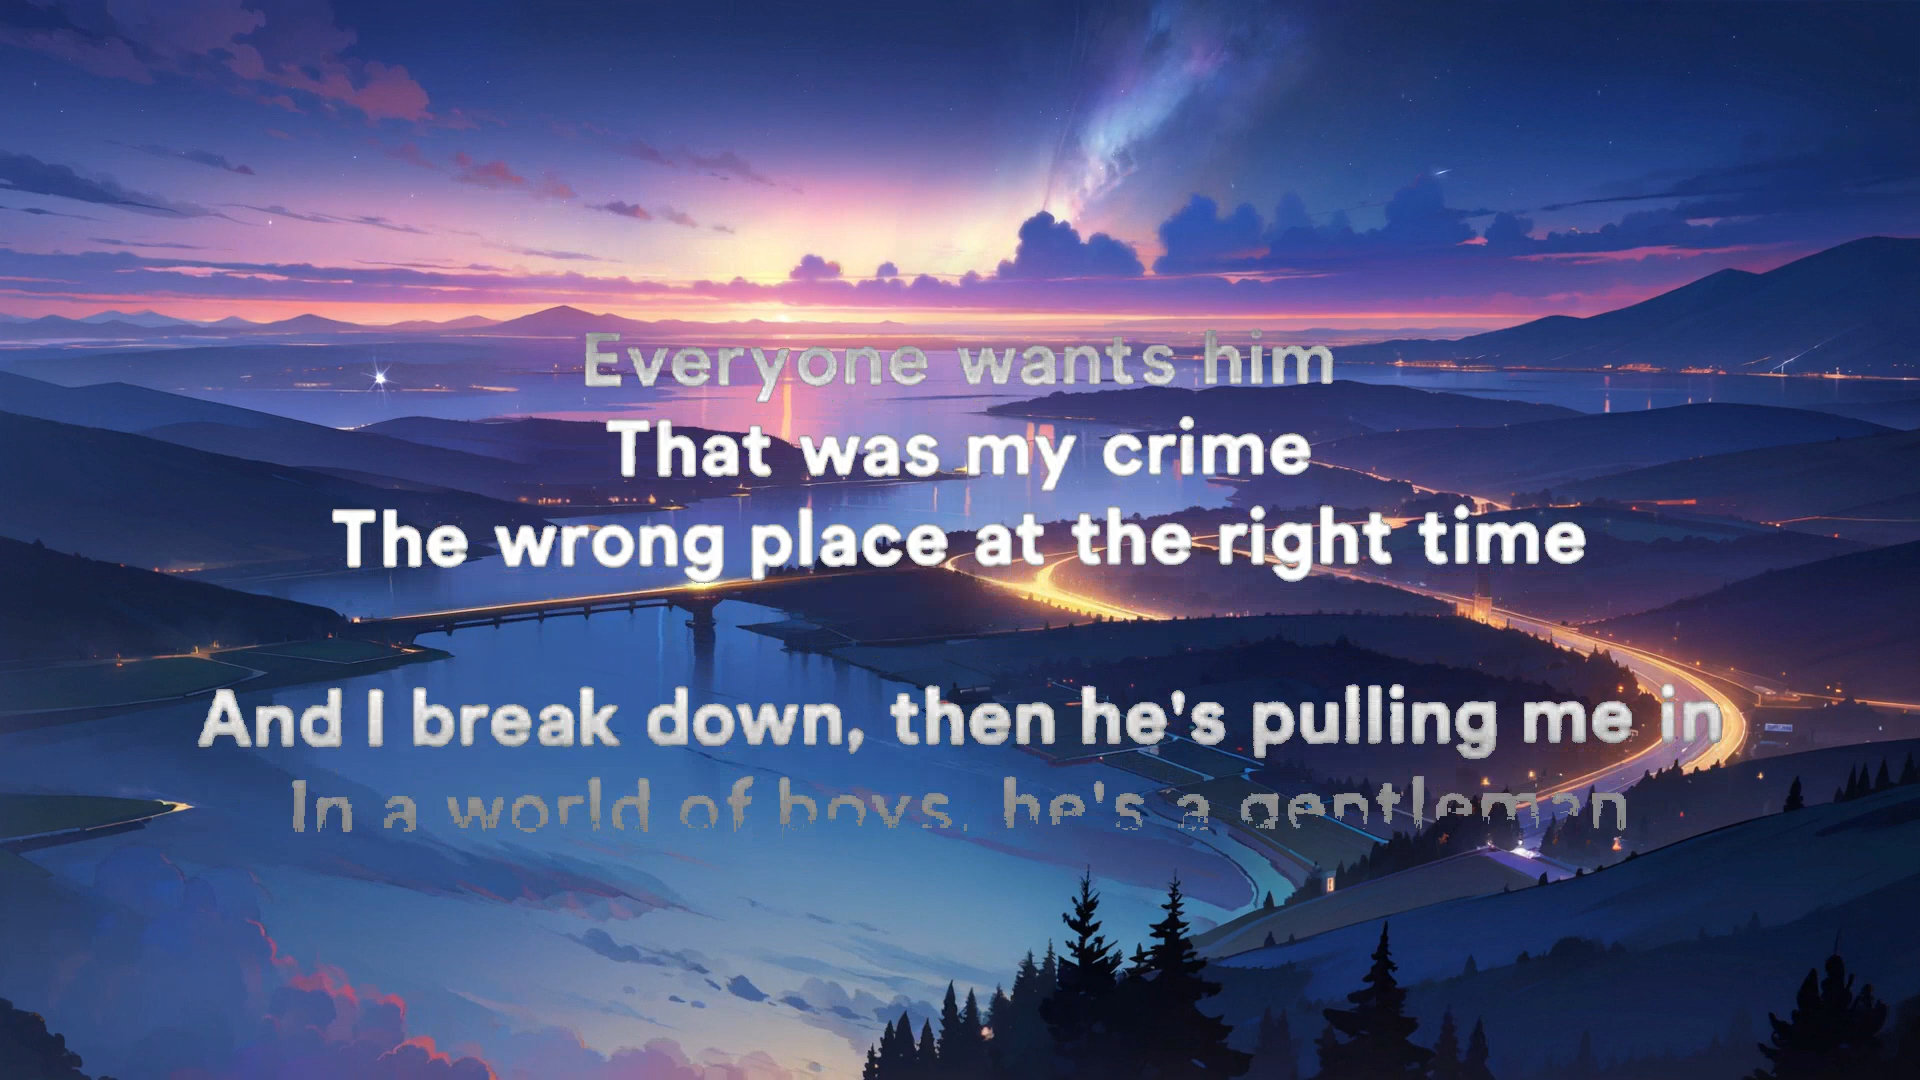 Everyone wants him
That was my crime
The wrong place at the right time
And I break down, then he's pulling me in
In a world of boys, he's a gentleman